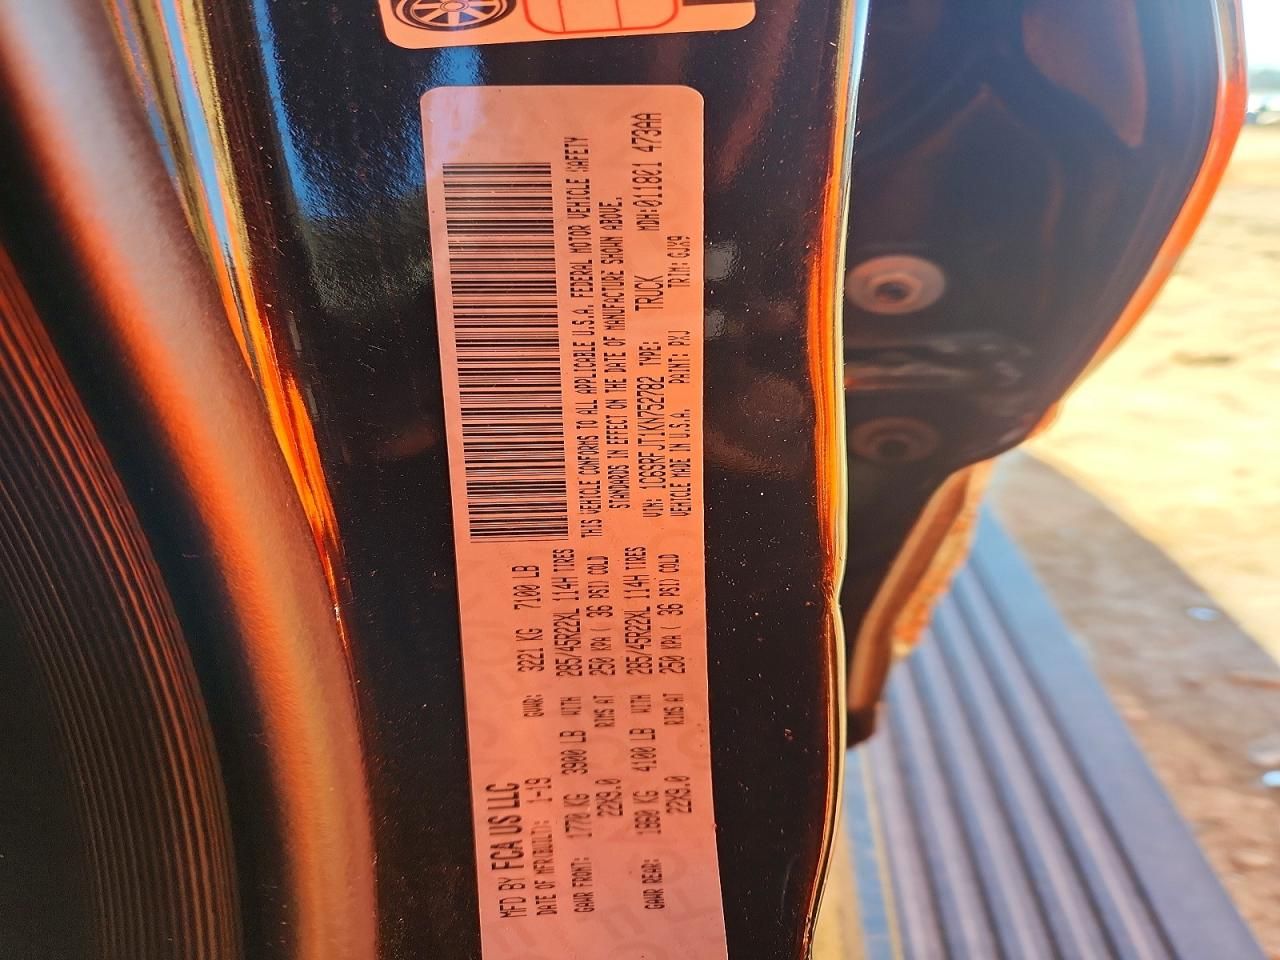 MFD BY FCA US LLC
DATE OF MFR(BUILT): 1-19 GVWR: 3221 KG 7100 LB
GAWR FRONT: 1770 KG 3900 LB WITH 285/45R22XL 114H TIRES
22X9.0 RIMS AT 250 KPA ( 36 PSI) COLD
GAWR REAR: 1860 KG 4100 LB WITH 285/45R22XL 114H TIRES
22X9.0 RIMS AT 250 KPA ( 36 PSI) COLD
THIS VEHICLE CONFORMS TO ALL APPLICABLE U.S.A. FEDERAL MOTOR VEHICLE SAFETY
STANDARDS IN EFFECT ON THE DATE OF MANUFACTURE SHOWN ABOVE.
VIN: 1C6SRFJT1KN752782 TYPE: TRUCK MDH:011801 473AA
VEHICLE MADE IN U.S.A. PAINT: PXJ TRIM: CJX9